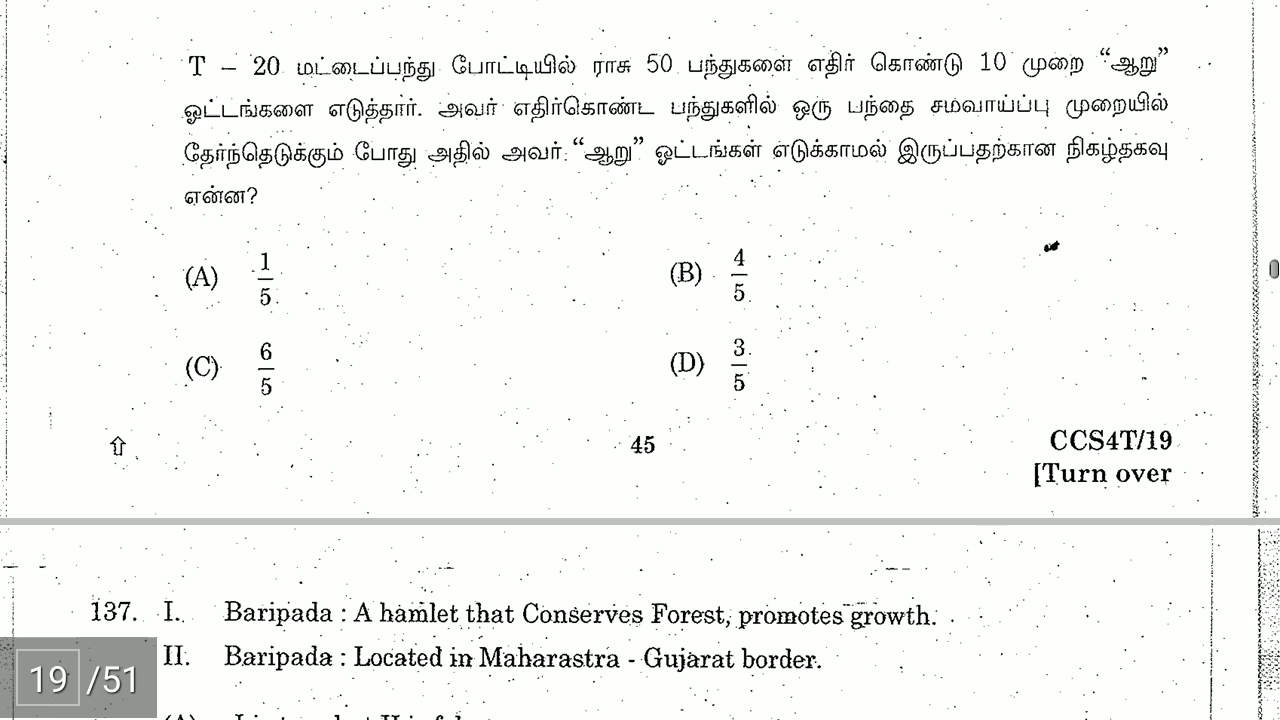 T – 20 மட்டைப்பந்து போட்டியில் ராசு 50 பந்துகளை எதிர் கொண்டு 10 முறை “ஆறு”
ஓட்டங்களை எடுத்தார். அவர் எதிர்கொண்ட பந்துகளில் ஒரு பந்தை சமவாய்ப்பு முறையில்
தேர்ந்தெடுக்கும் போது அதில் அவர் “ஆறு” ஓட்டங்கள் எடுக்காமல் இருப்பதற்கான நிகழ்தகவு
என்ன?
(A) 1/5 (B) 4/5
(C) 6/5 (D) 3/5
⇧ 45 CCS4T/19
[Turn over
137. I. Baripada : A hamlet that Conserves Forest, promotes growth.
II. Baripada : Located in Maharastra - Gujarat border.
19 /51
(A)